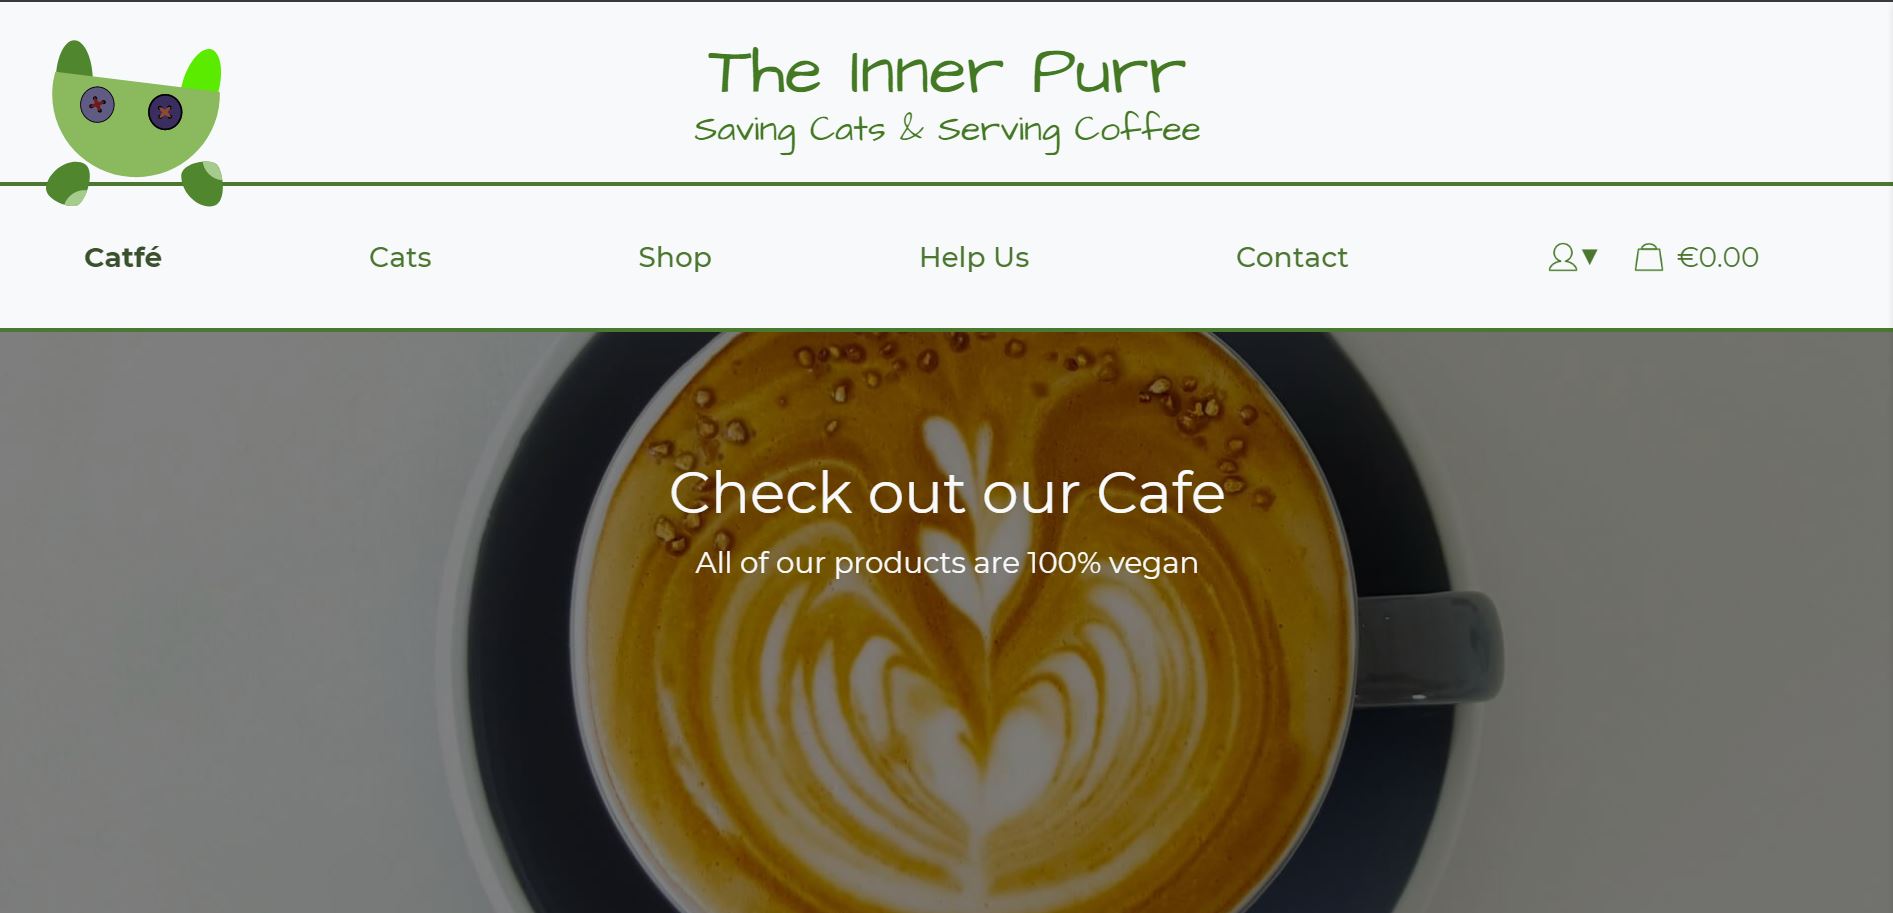 The Inner Purr
Saving Cats & Serving Coffee
Catfé Cats Shop Help Us Contact €0.00
Check out our Cafe
All of our products are 100% vegan